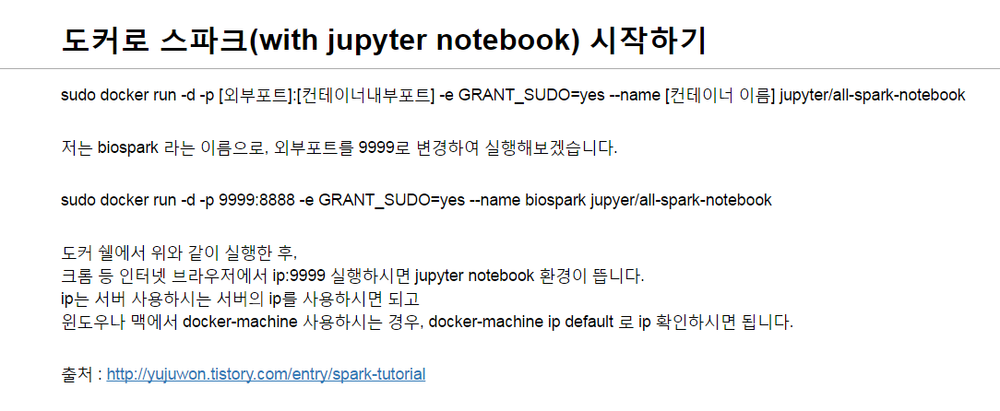 도커로 스파크(with jupyter notebook) 시작하기
sudo docker run -d -p [외부포트]:[컨테이너내부포트] -e GRANT_SUDO=yes --name [컨테이너 이름] jupyter/all-spark-notebook
저는 biospark 라는 이름으로, 외부포트를 9999로 변경하여 실행해보겠습니다.
sudo docker run -d -p 9999:8888 -e GRANT_SUDO=yes --name biospark jupyer/all-spark-notebook
도커 쉘에서 위와 같이 실행한 후,
크롬 등 인터넷 브라우저에서 ip:9999 실행하시면 jupyter notebook 환경이 뜹니다.
ip는 서버 사용하시는 서버의 ip를 사용하시면 되고
윈도우나 맥에서 docker-machine 사용하시는 경우, docker-machine ip default 로 ip 확인하시면 됩니다.
출처 : http://yujuwon.tistory.com/entry/spark-tutorial